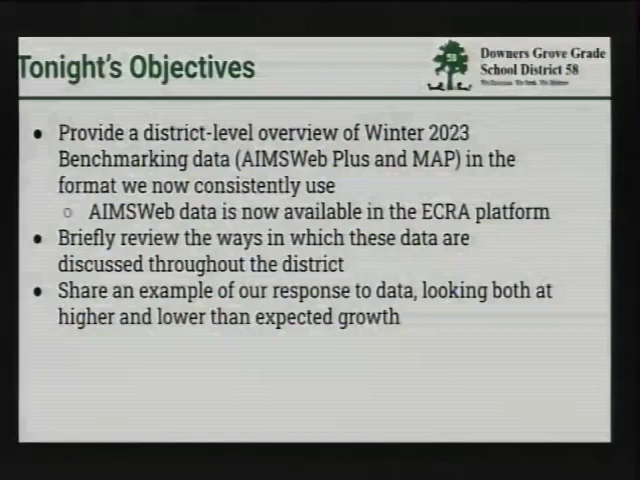 Tonight's Objectives
Downers Grove Grade
School District 58
• Provide a district-level overview of Winter 2023
Benchmarking data (AIMSWeb Plus and MAP) in the
format we now consistently use
○ AIMSWeb data is now available in the ECRA platform
• Briefly review the ways in which these data are
discussed throughout the district
• Share an example of our response to data, looking both at
higher and lower than expected growth